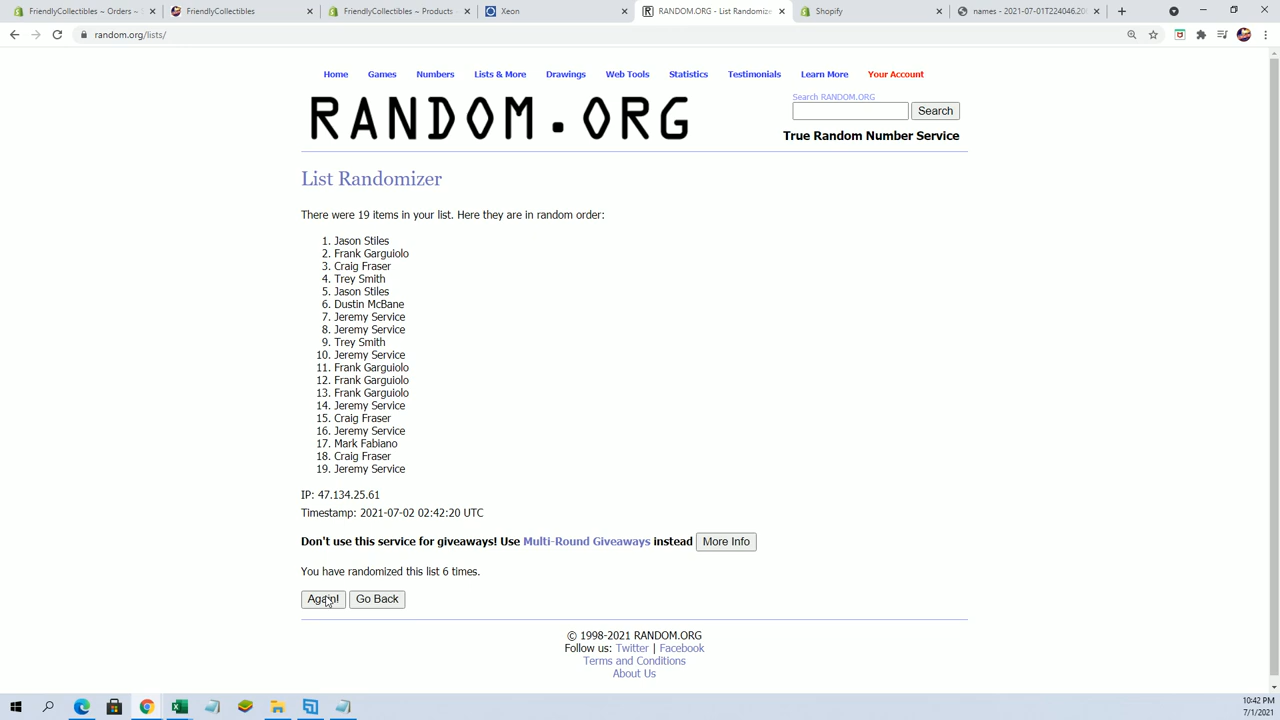 FriendlyCollectibles ~ Orders ~
FriendlyCollectibles
FriendlyCollectibles ~ Products ~
Xeon
RANDOM.ORG - List Randomize
Shopify
names - 2021-07-01T224046.20
random.org/lists/
Home Games Numbers Lists & More Drawings Web Tools Statistics Testimonials Learn More Your Account
RANDOM.ORG
Search RANDOM.ORG
Search
True Random Number Service
List Randomizer
There were 19 items in your list. Here they are in random order:
1. Jason Stiles
2. Frank Garguiolo
3. Craig Fraser
4. Trey Smith
5. Jason Stiles
6. Dustin McBane
7. Jeremy Service
8. Jeremy Service
9. Trey Smith
10. Jeremy Service
11. Frank Garguiolo
12. Frank Garguiolo
13. Frank Garguiolo
14. Jeremy Service
15. Craig Fraser
16. Jeremy Service
17. Mark Fabiano
18. Craig Fraser
19. Jeremy Service
IP: 47.134.25.61
Timestamp: 2021-07-02 02:42:20 UTC
Don't use this service for giveaways! Use Multi-Round Giveaways instead More Info
You have randomized this list 6 times.
Again! Go Back
© 1998-2021 RANDOM.ORG
Follow us: Twitter | Facebook
Terms and Conditions
About Us
10:42 PM
7/1/2021